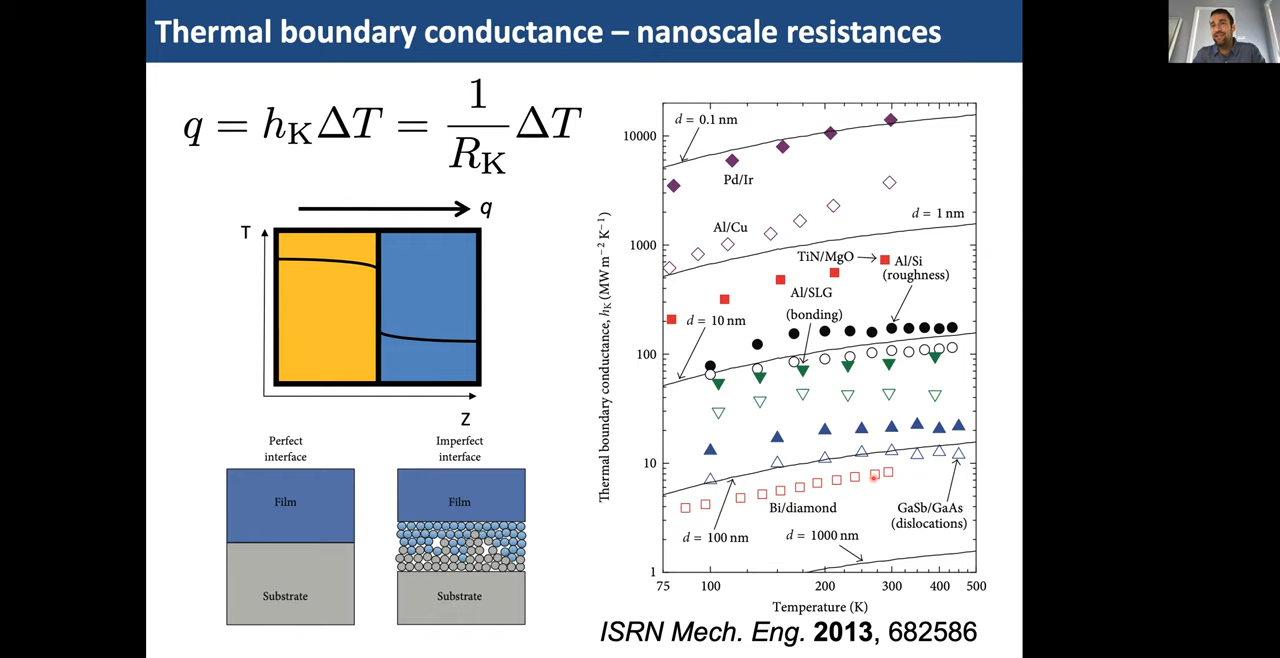 Thermal boundary conductance – nanoscale resistances
q = h_K ΔT = 1/R_K ΔT
q
T
z
Perfect
interface
Imperfect
interface
Film
Film
Substrate
Substrate
Thermal boundary conductance, h_K (MW m⁻² K⁻¹)
10000
1000
100
10
1
d = 0.1 nm
Pd/Ir
Al/Cu
d = 1 nm
TiN/MgO
Al/Si
(roughness)
Al/SLG
(bonding)
d = 10 nm
Bi/diamond
GaSb/GaAs
(dislocations)
d = 100 nm
d = 1000 nm
75
100
200
300
400
500
Temperature (K)
ISRN Mech. Eng. 2013, 682586